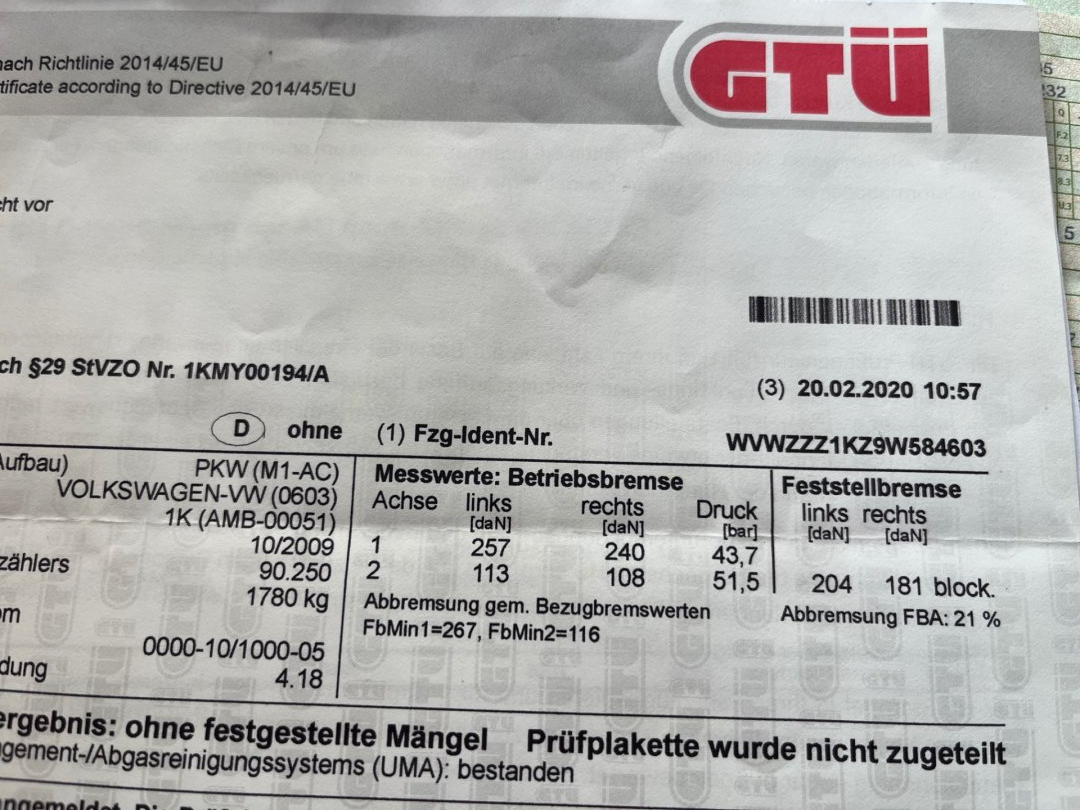 GTÜ
nach Richtlinie 2014/45/EU
tificate according to Directive 2014/45/EU
cht vor
ch §29 StVZO Nr. 1KMY00194/A
(3) 20.02.2020 10:57
D ohne (1) Fzg-Ident-Nr. WVWZZZ1KZ9W584603
Aufbau) PKW (M1-AC)
VOLKSWAGEN-VW (0603)
1K (AMB-00051)
10/2009
zählers 90.250
1780 kg
om
0000-10/1000-05
dung 4.18
Messwerte: Betriebsbremse
Achse links rechts Druck
[daN] [daN] [bar]
1 257 240 43,7
2 113 108 51,5
Abbremsung gem. Bezugbremswerten
FbMin1=267, FbMin2=116
Feststellbremse
links rechts
[daN] [daN]
204 181 block.
Abbremsung FBA: 21 %
ergebnis: ohne festgestellte Mängel Prüfplakette wurde nicht zugeteilt
gement-/Abgasreinigungssystems (UMA): bestanden